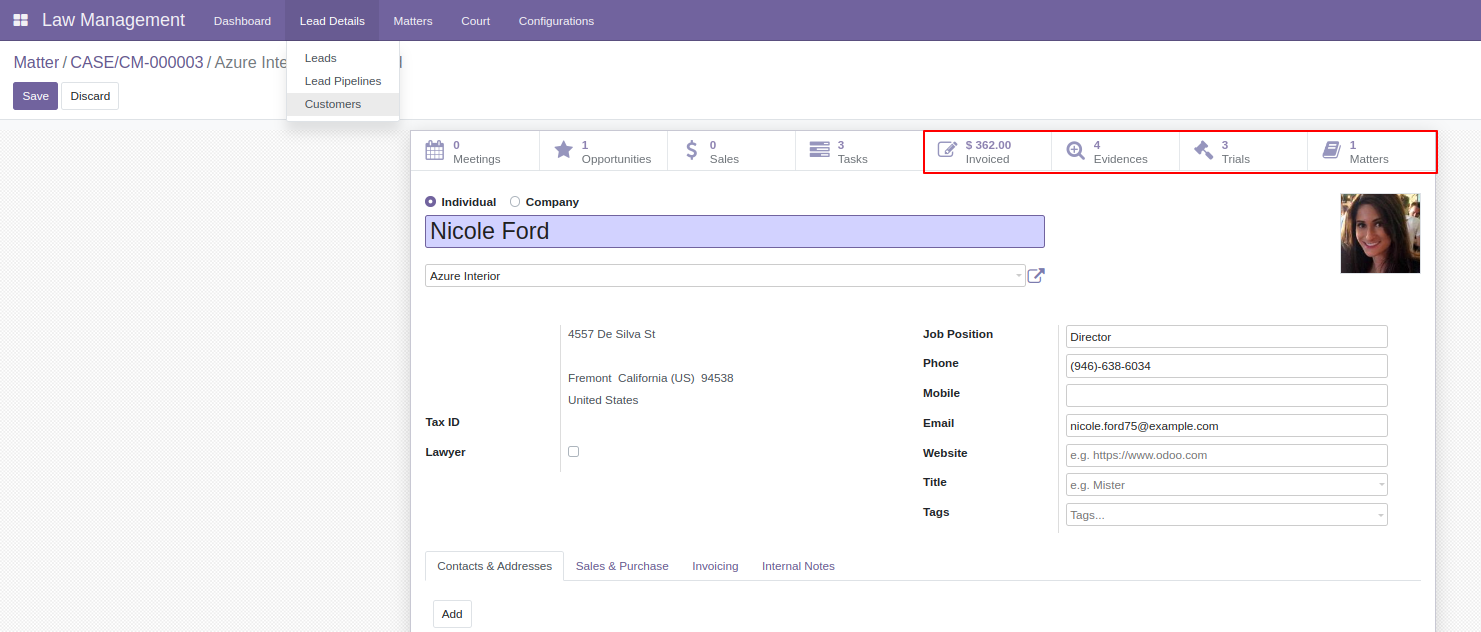 Law Management Dashboard Lead Details Matters Court Configurations
Leads
Lead Pipelines
Customers
Matter / CASE/CM-000003 / Azure Inte
Save Discard
0 Meetings
1 Opportunities
0 Sales
3 Tasks
$ 362.00 Invoiced
4 Evidences
3 Trials
1 Matters
Individual Company
Nicole Ford
Azure Interior
4557 De Silva St
Fremont California (US) 94538
United States
Tax ID
Lawyer
Job Position Director
Phone (946)-638-6034
Mobile
Email nicole.ford75@example.com
Website e.g. https://www.odoo.com
Title e.g. Mister
Tags Tags...
Contacts & Addresses Sales & Purchase Invoicing Internal Notes
Add